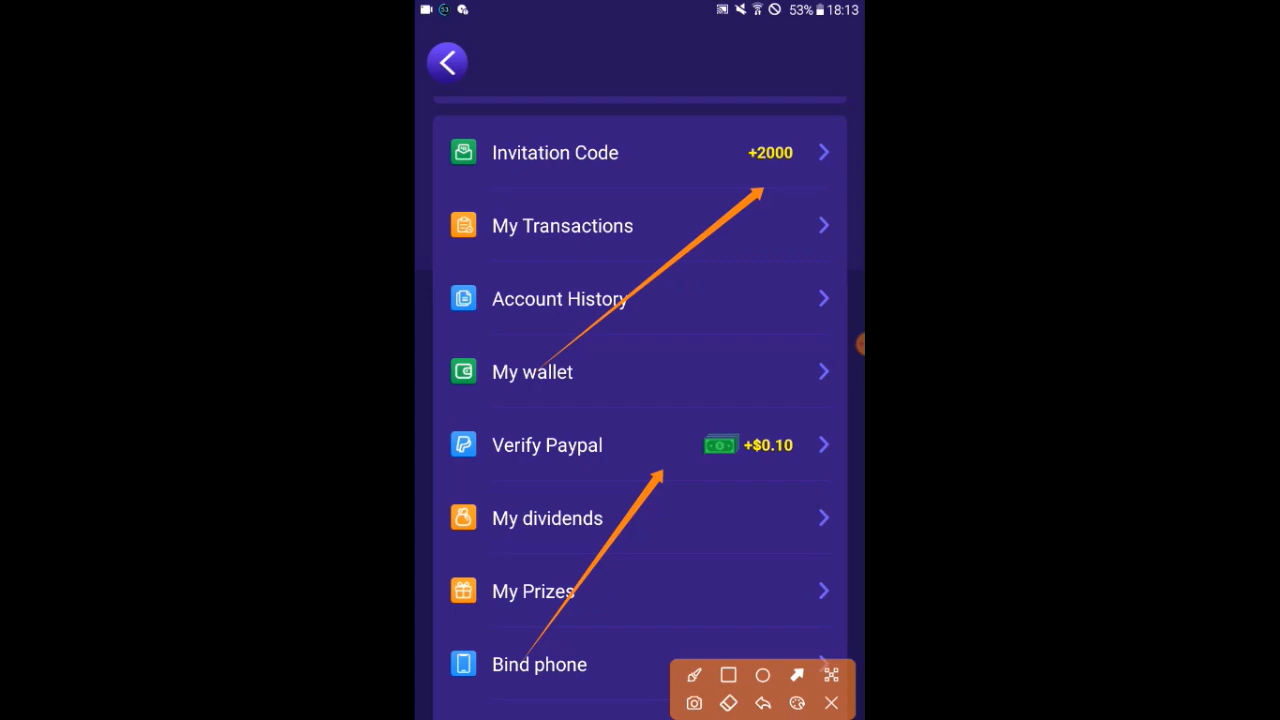 53% 18:13
Invitation Code +2000
My Transactions
Account History
My wallet
Verify Paypal +$0.10
My dividends
My Prizes
Bind phone